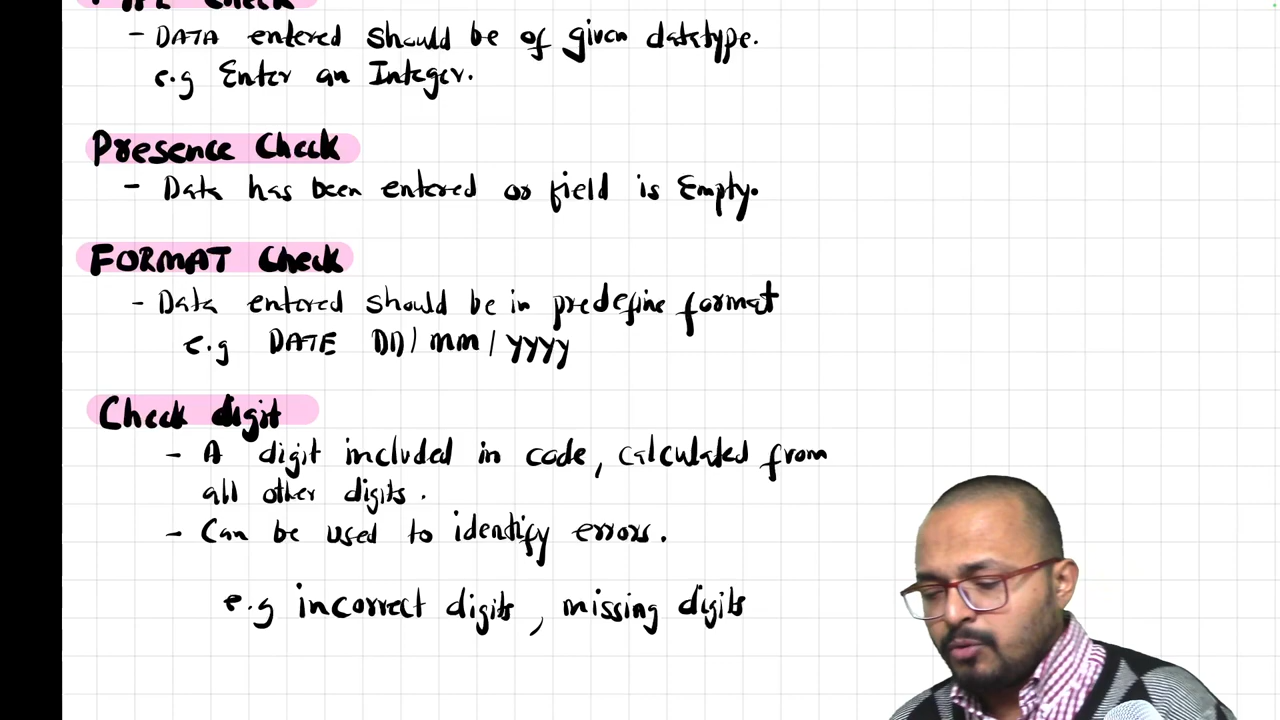 Type Check
- DATA entered should be of given datatype.
e.g Enter an Integer.
Presence Check
- Data has been entered or field is Empty.
FORMAT Check
- Data entered should be in predefine format
e.g DATE DD/mm/yyyy
Check digit
- A digit included in code, calculated from
all other digits.
- Can be used to identify errors.
e.g incorrect digits, missing digits